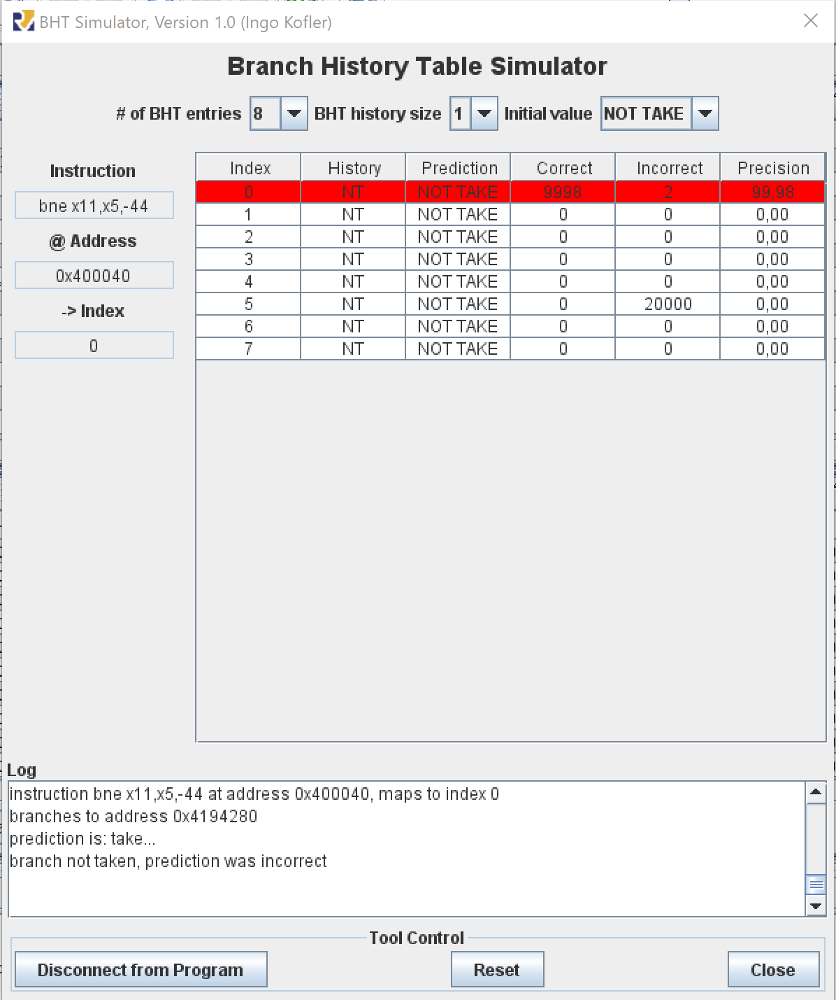 BHT Simulator, Version 1.0 (Ingo Kofler)
Branch History Table Simulator
# of BHT entries 8 BHT history size 1 Initial value NOT TAKE
Instruction
bne x11,x5,-44
@ Address
0x400040
-> Index
0
Index History Prediction Correct Incorrect Precision
0 NT NOT TAKE 9998 2 99,98
1 NT NOT TAKE 0 0 0,00
2 NT NOT TAKE 0 0 0,00
3 NT NOT TAKE 0 0 0,00
4 NT NOT TAKE 0 0 0,00
5 NT NOT TAKE 0 20000 0,00
6 NT NOT TAKE 0 0 0,00
7 NT NOT TAKE 0 0 0,00
Log
instruction bne x11,x5,-44 at address 0x400040, maps to index 0
branches to address 0x4194280
prediction is: take...
branch not taken, prediction was incorrect
Tool Control
Disconnect from Program Reset Close